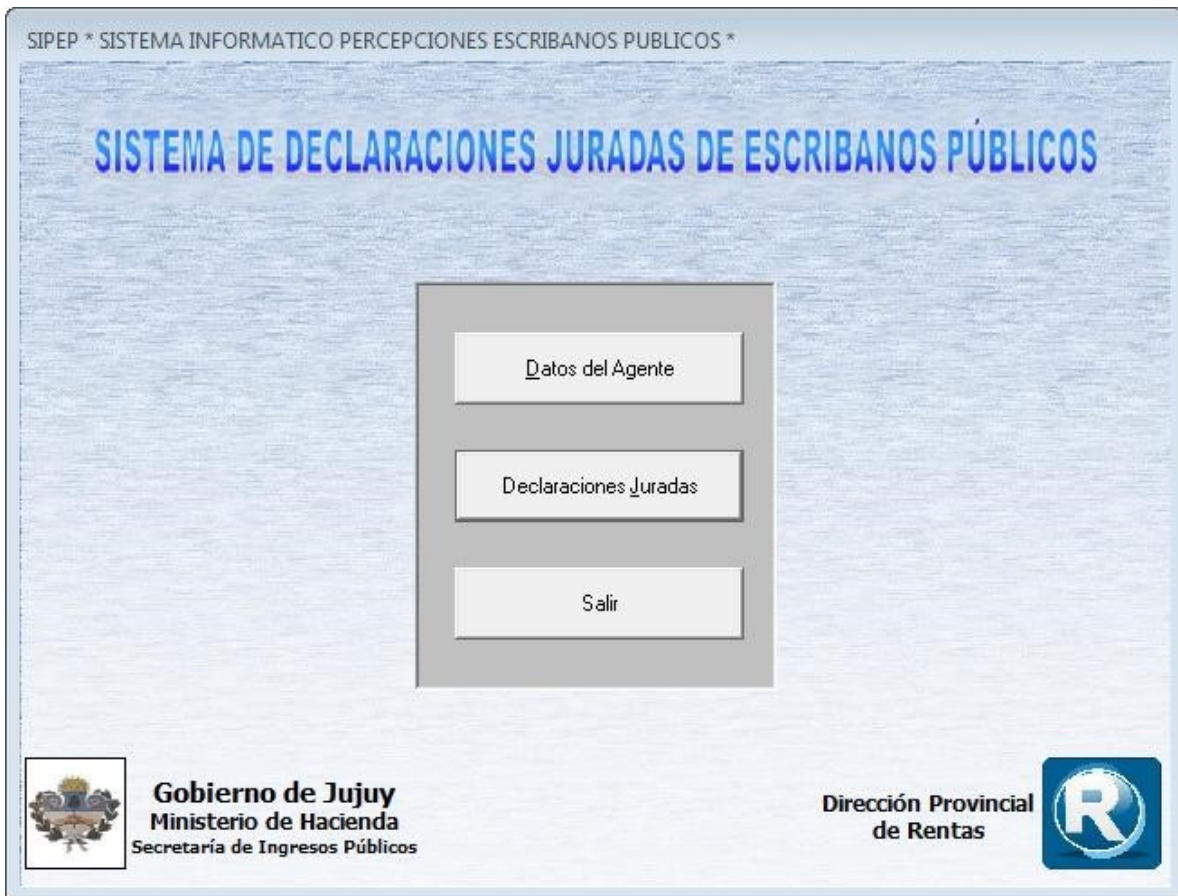 SIPEP * SISTEMA INFORMATICO PERCEPCIONES ESCRIBANOS PUBLICOS *
SISTEMA DE DECLARACIONES JURADAS DE ESCRIBANOS PÚBLICOS
Datos del Agente
Declaraciones Juradas
Salir
Gobierno de Jujuy
Ministerio de Hacienda
Secretaría de Ingresos Públicos
Dirección Provincial
de Rentas
R